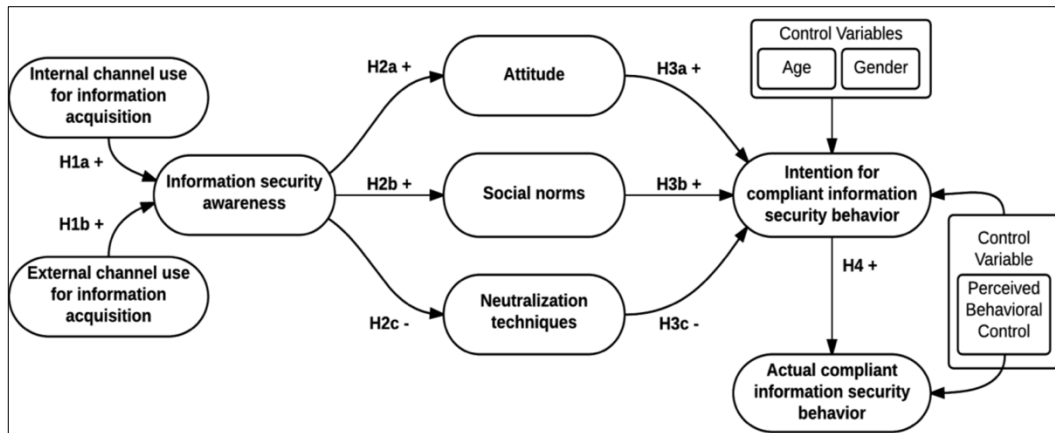 Internal channel use
for information
acquisition
H1a +
H1b +
External channel use
for information
acquisition
Information security
awareness
H2a +
H2b +
H2c -
Attitude
Social norms
Neutralization
techniques
H3a +
H3b +
H3c -
Control Variables
Age
Gender
Intention for
compliant information
security behavior
H4 +
Actual compliant
information security
behavior
Control
Variable
Perceived
Behavioral
Control